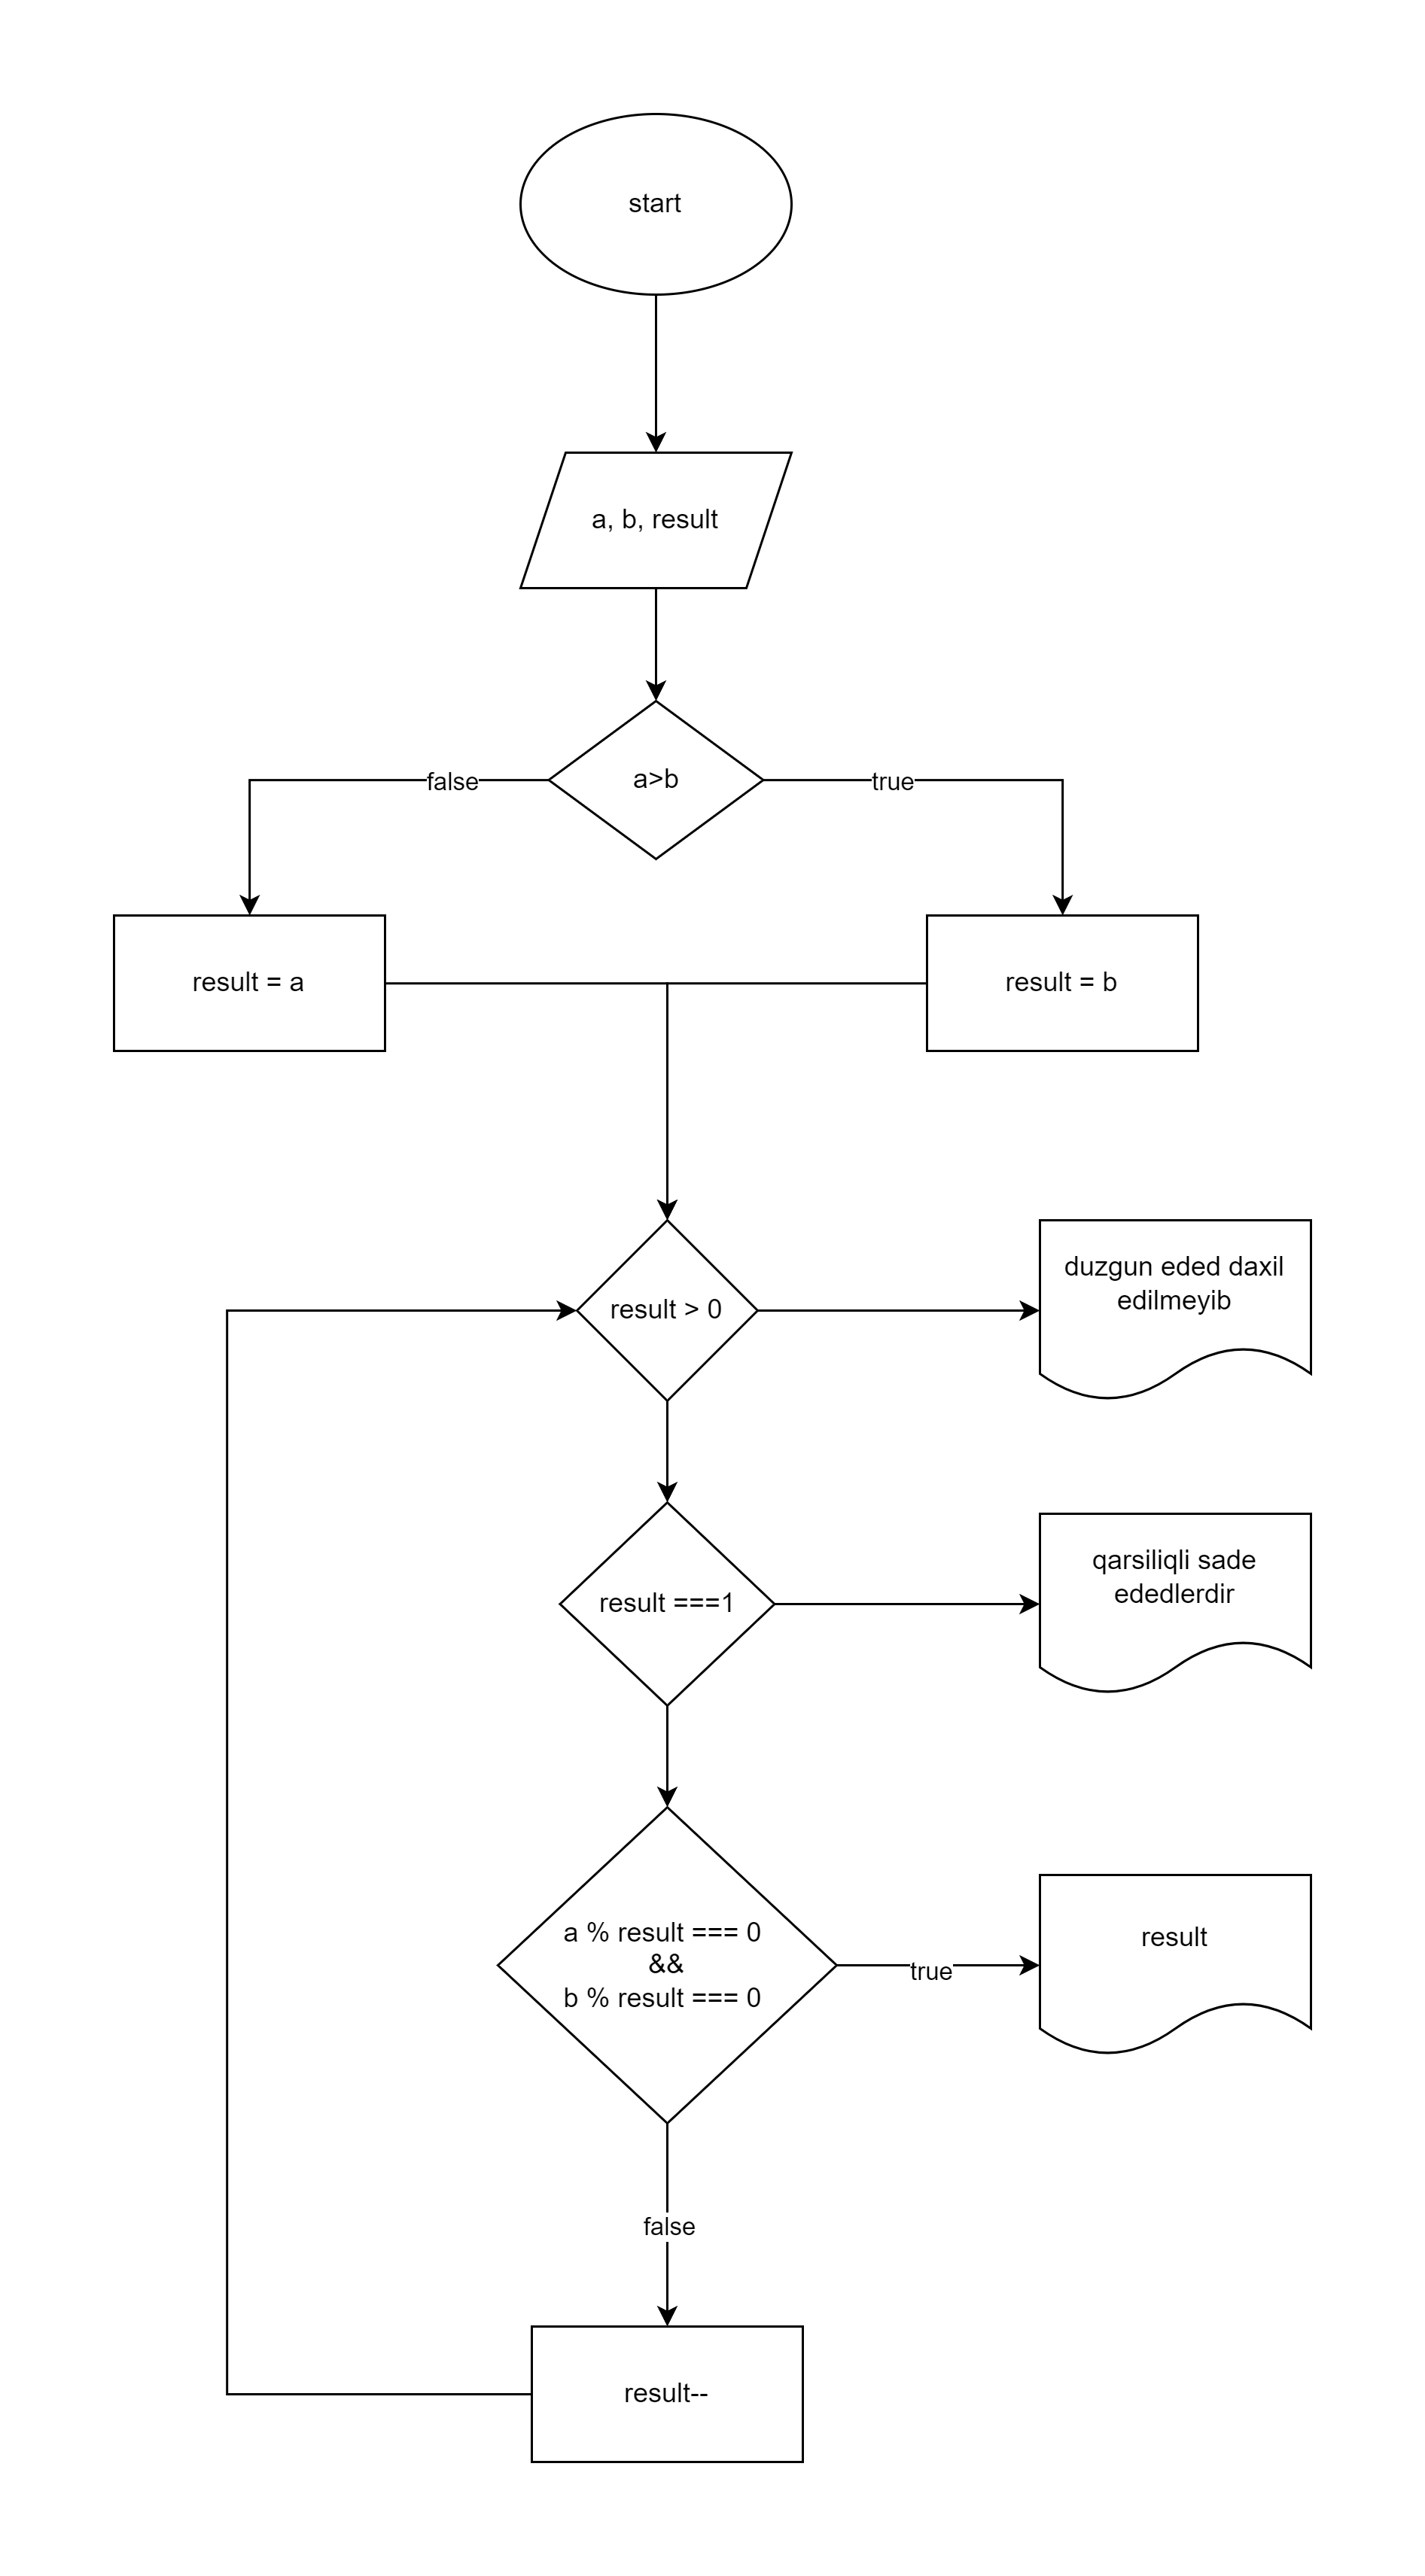 start
a, b, result
a>b
false
true
result = a
result = b
result > 0
duzgun eded daxil
edilmeyib
result ===1
qarsiliqli sade
ededlerdir
a % result === 0
&&
b % result === 0
true
result
false
result--